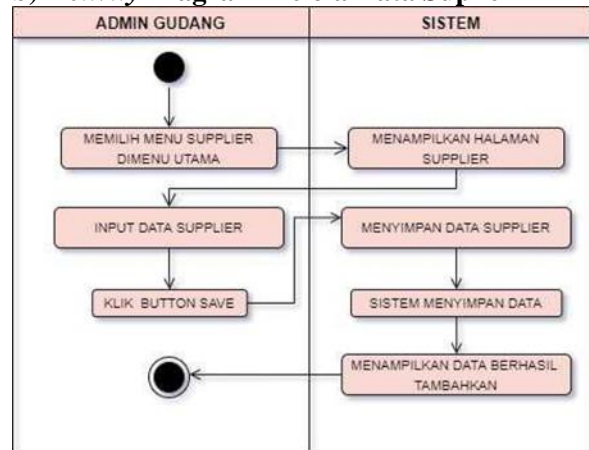 ADMIN GUDANG
SISTEM
MEMILIH MENU SUPPLIER
DIMENU UTAMA
MENAMPILKAN HALAMAN
SUPPLIER
INPUT DATA SUPPLIER
MENYIMPAN DATA SUPPLIER
KLIK BUTTON SAVE
SISTEM MENYIMPAN DATA
MENAMPILKAN DATA BERHASIL
TAMBAHKAN